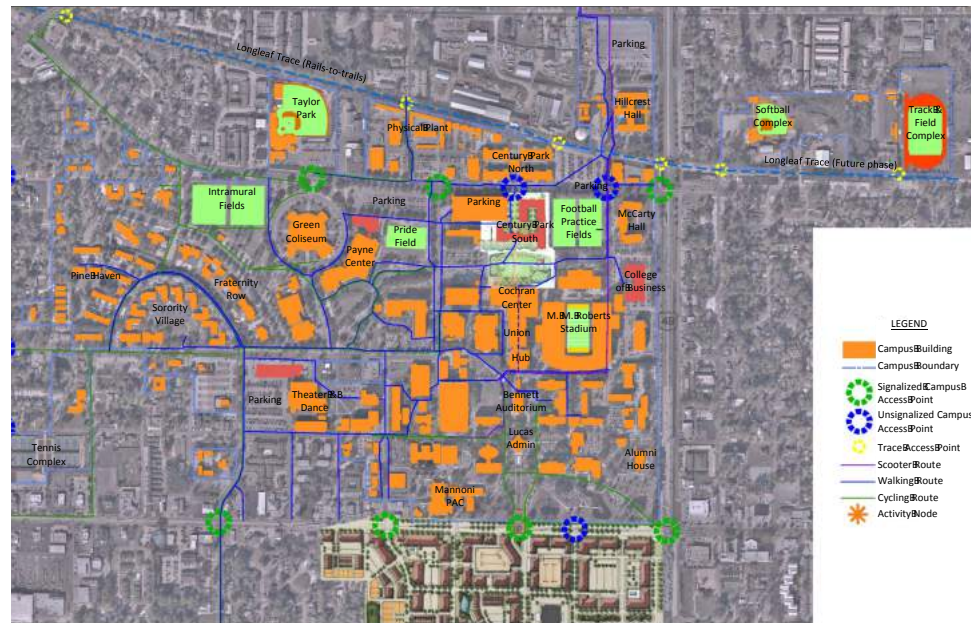 Parking
Longleaf Trace (Rails-to-trails)
Taylor
Park
Hillcrest
Hall
Softball
Complex
Track & 
Field
Complex
Physical Plant
Century Park
North
Longleaf Trace (Future phase)
Intramural
Fields
Parking
Parking
Parking
Football
Practice
Fields
McCarty
Hall
Green
Coliseum
Pride
Field
Century Park
South
Payne
Center
Pine Haven
Fraternity
Row
College
of Business
Cochran
Center
Sorority
Village
M. M. Roberts
Stadium
Union
Hub
49
Parking
Theater &
Dance
Bennett
Auditorium
Lucas
Admin
Tennis
Complex
Alumni
House
Mannoni
PAC
LEGEND
Campus Building
Campus Boundary
Signalized Campus
Access Point
Unsignalized Campus
Access Point
Trace Access Point
Scooter Route
Walking Route
Cycling Route
Activity Node